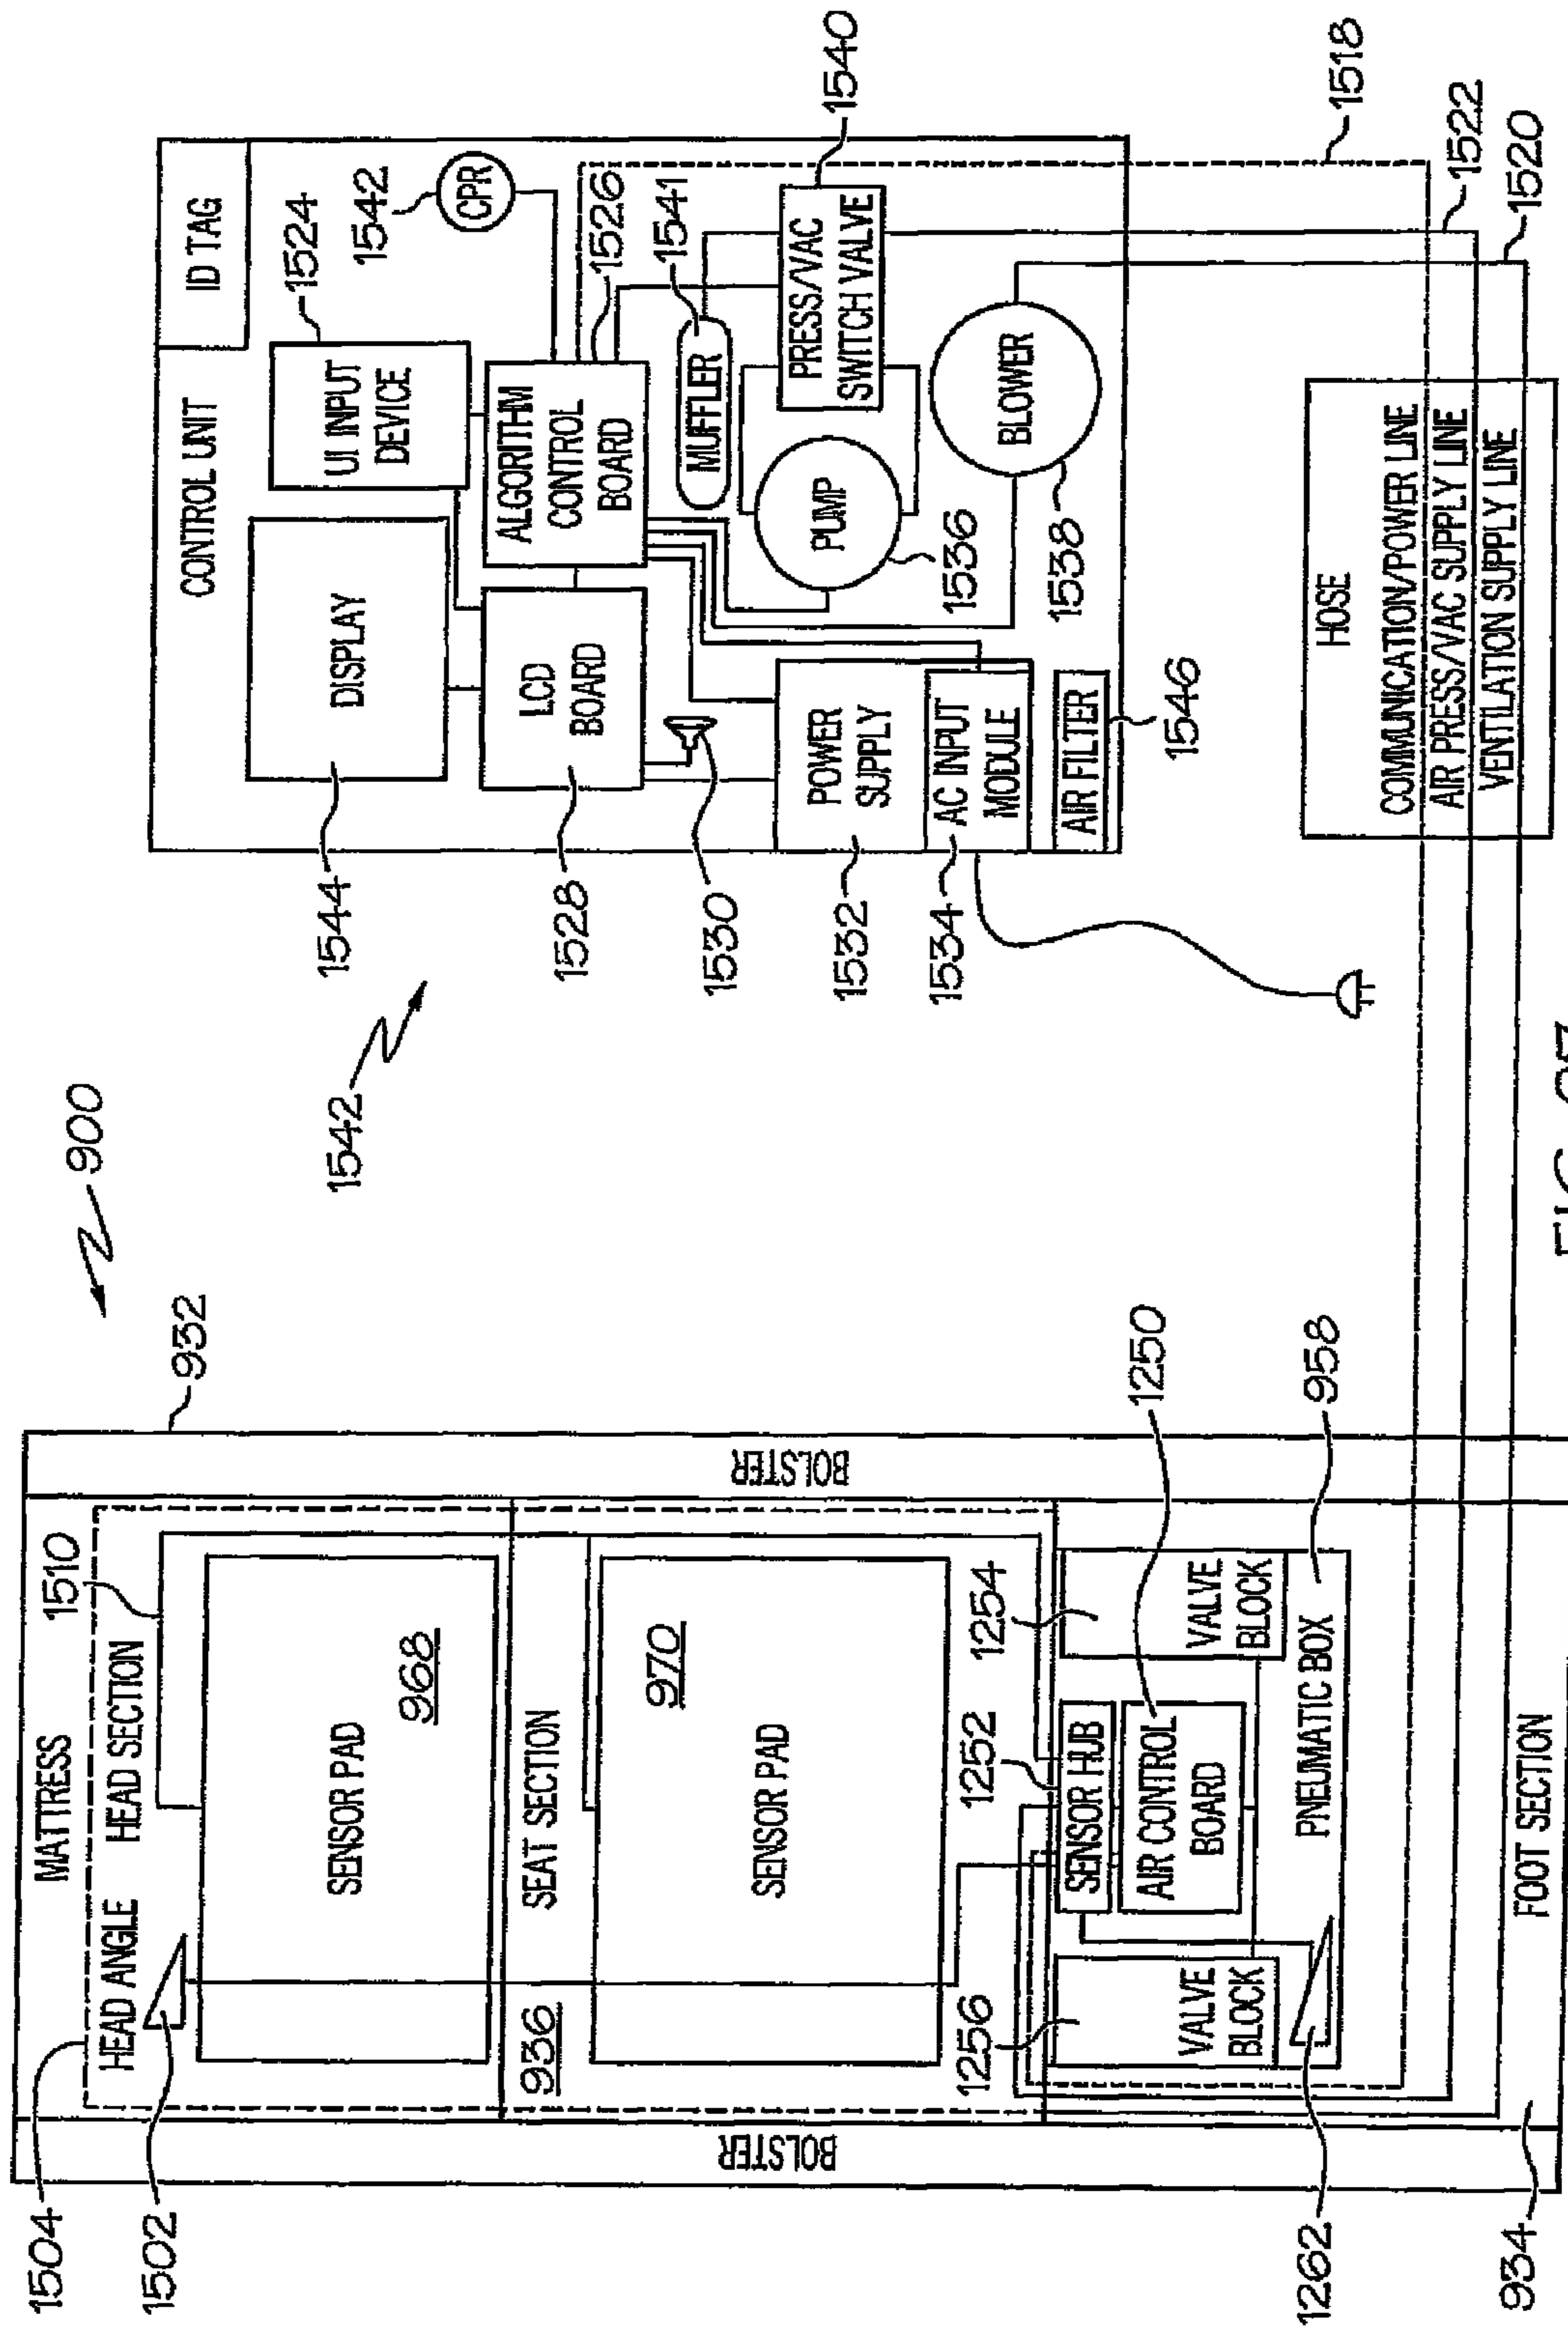 900
1504
1502
MATTRESS
1510
932
HEAD ANGLE
HEAD SECTION
SENSOR PAD
968
SEAT SECTION
936
970
SENSOR PAD
BOLSTER
BOLSTER
1256
1252
1254
1250
958
SENSOR HUB
AIR CONTROL
BOARD
VALVE
BLOCK
VALVE
BLOCK
PNEUMATIC BOX
1262
FOOT SECTION
934
1542
CONTROL UNIT
ID TAG
1544
DISPLAY
UI INPUT
DEVICE
1524
1542
CPR
1528
LCD
BOARD
ALGORITHM
CONTROL
BOARD
1526
1530
MUFFLER
1541
1532
POWER
SUPPLY
PUMP
1536
PRESS/VAC
SWITCH VALVE
1540
1534
AC INPUT
MODULE
BLOWER
1538
AIR FILTER
1546
HOSE
COMMUNICATION/POWER LINE
AIR PRESS/VAC SUPPLY LINE
VENTILATION SUPPLY LINE
1518
1522
1520